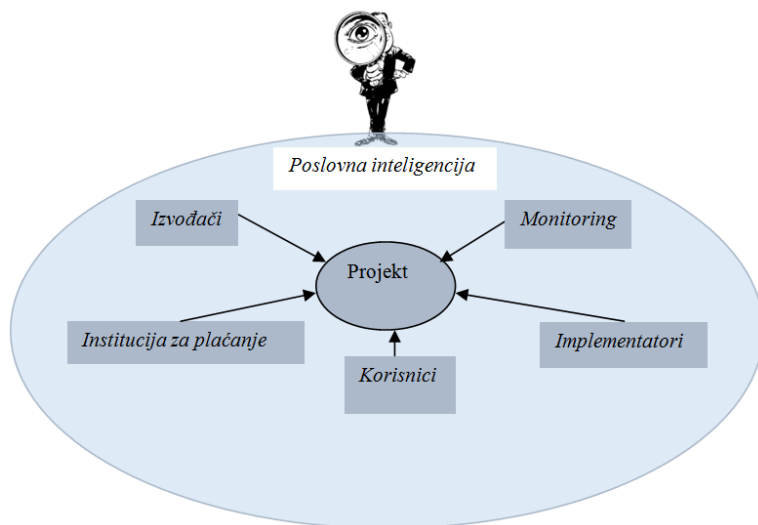 Poslovna inteligencija
Izvođači
Monitoring
Projekt
Institucija za plaćanje
Implementatori
Korisnici